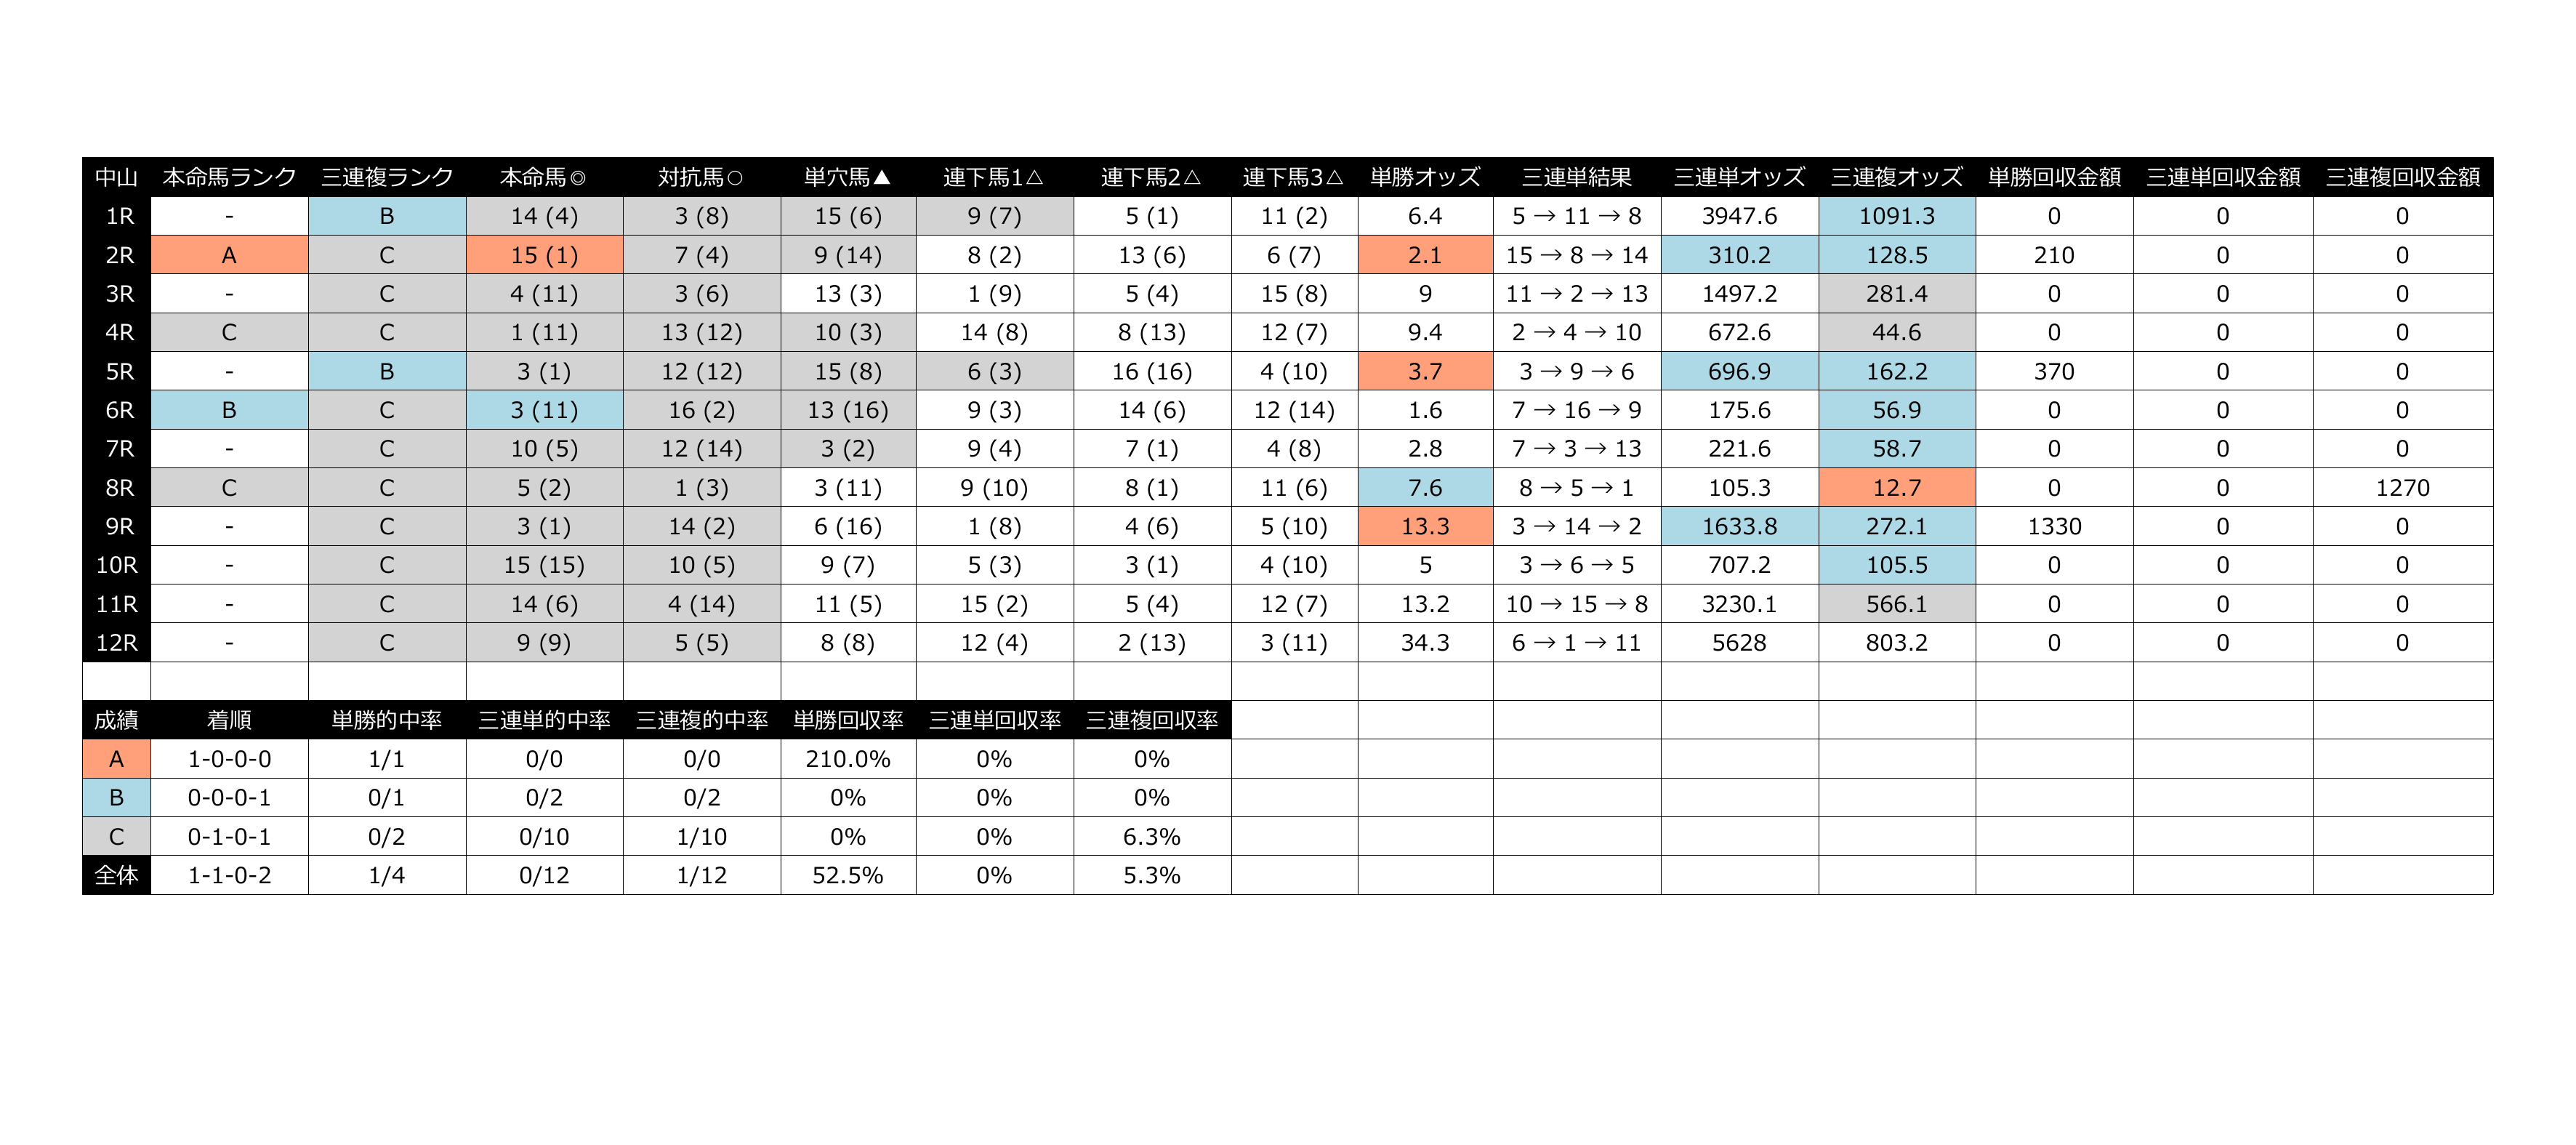 中山 本命馬ランク 三連複ランク 本命馬◎ 対抗馬○ 単穴馬▲ 連下馬1△ 連下馬2△ 連下馬3△ 単勝オッズ 三連単結果 三連単オッズ 三連複オッズ 単勝回収金額 三連単回収金額 三連複回収金額
1R - B 14 (4) 3 (8) 15 (6) 9 (7) 5 (1) 11 (2) 6.4 5 → 11 → 8 3947.6 1091.3 0 0 0
2R A C 15 (1) 7 (4) 9 (14) 8 (2) 13 (6) 6 (7) 2.1 15 → 8 → 14 310.2 128.5 210 0 0
3R - C 4 (11) 3 (6) 13 (3) 1 (9) 5 (4) 15 (8) 9 11 → 2 → 13 1497.2 281.4 0 0 0
4R C C 1 (11) 13 (12) 10 (3) 14 (8) 8 (13) 12 (7) 9.4 2 → 4 → 10 672.6 44.6 0 0 0
5R - B 3 (1) 12 (12) 15 (8) 6 (3) 16 (16) 4 (10) 3.7 3 → 9 → 6 696.9 162.2 370 0 0
6R B C 3 (11) 16 (2) 13 (16) 9 (3) 14 (6) 12 (14) 1.6 7 → 16 → 9 175.6 56.9 0 0 0
7R - C 10 (5) 12 (14) 3 (2) 9 (4) 7 (1) 4 (8) 2.8 7 → 3 → 13 221.6 58.7 0 0 0
8R C C 5 (2) 1 (3) 3 (11) 9 (10) 8 (1) 11 (6) 7.6 8 → 5 → 1 105.3 12.7 0 0 1270
9R - C 3 (1) 14 (2) 6 (16) 1 (8) 4 (6) 5 (10) 13.3 3 → 14 → 2 1633.8 272.1 1330 0 0
10R - C 15 (15) 10 (5) 9 (7) 5 (3) 3 (1) 4 (10) 5 3 → 6 → 5 707.2 105.5 0 0 0
11R - C 14 (6) 4 (14) 11 (5) 15 (2) 5 (4) 12 (7) 13.2 10 → 15 → 8 3230.1 566.1 0 0 0
12R - C 9 (9) 5 (5) 8 (8) 12 (4) 2 (13) 3 (11) 34.3 6 → 1 → 11 5628 803.2 0 0 0
成績 着順 単勝的中率 三連単的中率 三連複的中率 単勝回収率 三連単回収率 三連複回収率
A 1-0-0-0 1/1 0/0 0/0 210.0% 0% 0%
B 0-0-0-1 0/1 0/2 0/2 0% 0% 0%
C 0-1-0-1 0/2 0/10 1/10 0% 0% 6.3%
全体 1-1-0-2 1/4 0/12 1/12 52.5% 0% 5.3%